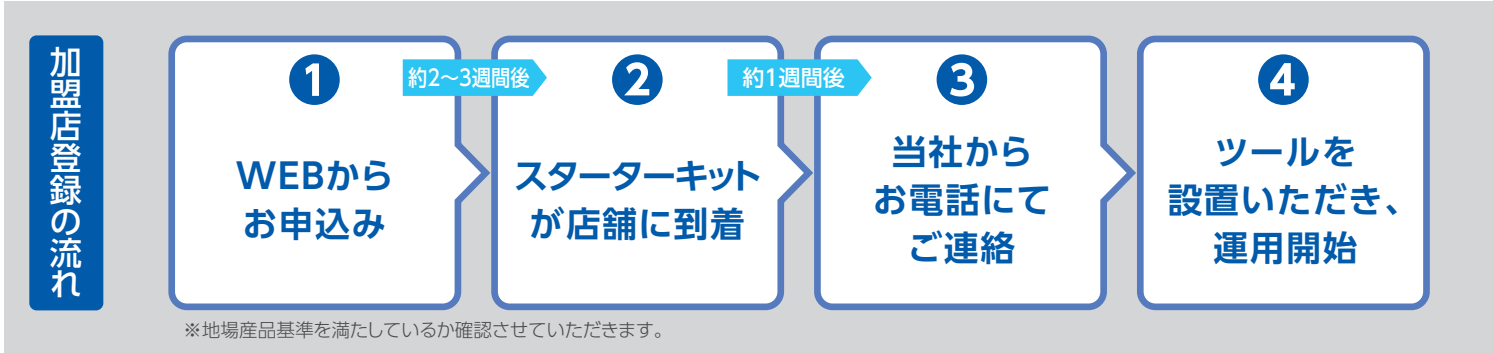 加盟店登録の流れ
1
WEBから
お申込み
約2～3週間後
2
スターターキット
が店舗に到着
約1週間後
3
当社から
お電話にて
ご連絡
4
ツールを
設置いただき、
運用開始
※地場産品基準を満たしているか確認させていただきます。